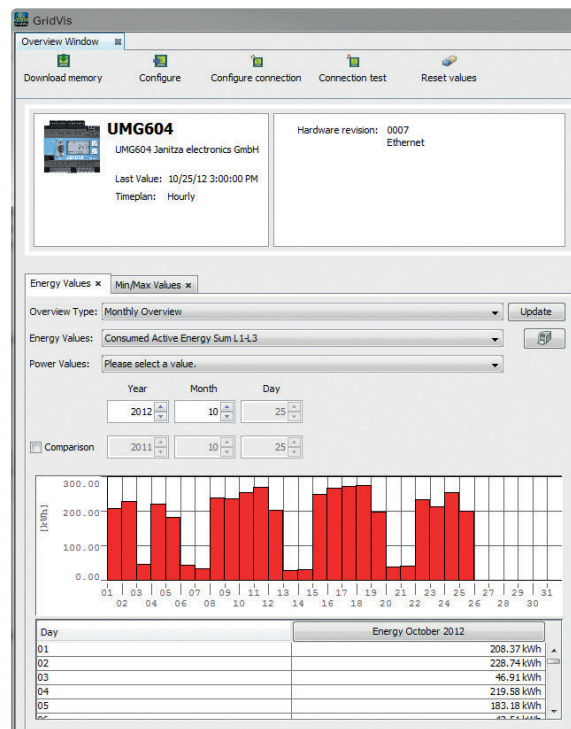 GridVis
Overview Window
Download memory Configure Configure connection Connection test Reset values
UMG604
UMG604 Janitza electronics GmbH
Last Value: 10/25/12 3:00:00 PM
Timeplan: Hourly
Hardware revision: 0007
Ethernet
Energy Values × Min/Max Values ×
Overview Type: Monthly Overview Update
Energy Values: Consumed Active Energy Sum L1-L3
Power Values: Please select a value.
Year Month Day
2012 10 25
Comparison 2011 10 25
300.00
200.00
[kWh]
100.00
0.00
01 03 05 07 09 11 13 15 17 19 21 23 25 27 29 31
02 04 06 08 10 12 14 16 18 20 22 24 26 28 30
Day Energy October 2012
01 208.37 kWh
02 228.74 kWh
03 46.91 kWh
04 219.58 kWh
05 183.18 kWh